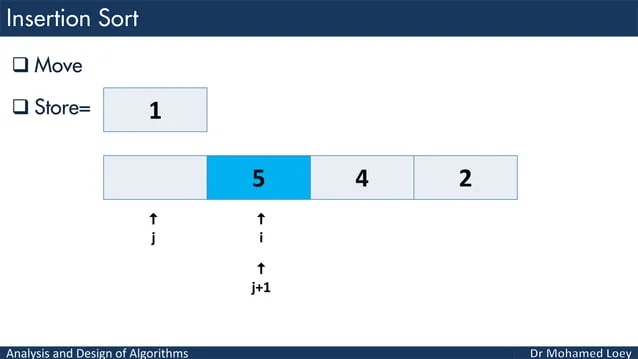 Insertion Sort
❑ Move
❑ Store= 1
5 4 2
↑ ↑
j i
↑
j+1
Analysis and Design of Algorithms Dr Mohamed Loey